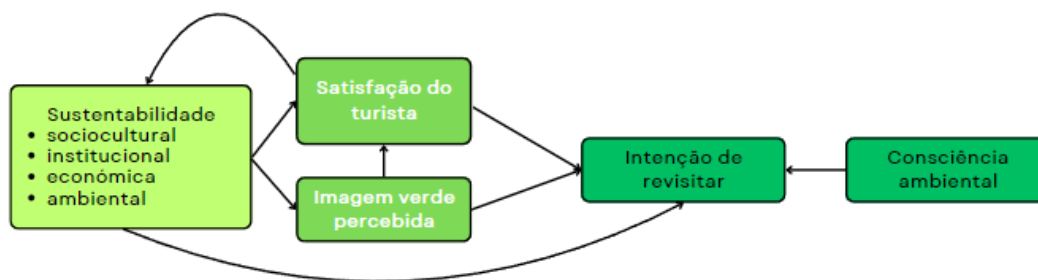 Sustentabilidade
• sociocultural
• institucional
• económica
• ambiental
Satisfação do
turista
Imagem verde
percebida
Intenção de
revisitar
Consciência
ambiental